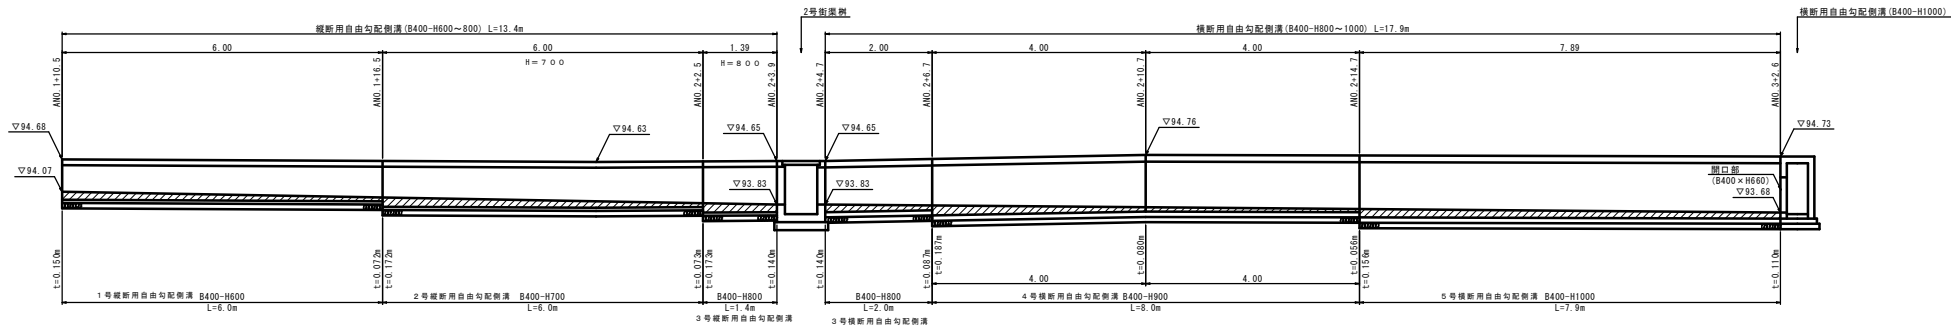 2号街渠桝
横断用自由勾配側溝(B400-H1000)
縦断用自由勾配側溝(B400-H600～800) L=13.4m
横断用自由勾配側溝(B400-H800～1000) L=17.9m
6.00
6.00
1.39
2.00
4.00
4.00
7.89
H=700
H=800
ANO.1+10.5
ANO.1+16.5
ANO.2+2.5
ANO.2+3.9
ANO.2+4.7
ANO.2+6.7
ANO.2+10.7
ANO.2+14.7
ANO.3+2.6
▽94.68
▽94.63
▽94.65
▽94.65
▽94.76
▽94.73
▽94.07
▽93.83
▽93.83
開口部
(B400×H660)
▽93.68
t=0.150m
t=0.072m
t=0.172m
t=0.073m
t=0.173m
t=0.140m
t=0.140m
t=0.087m
t=0.187m
t=0.080m
t=0.056m
t=0.156m
t=0.110m
4.00
4.00
1号縦断用自由勾配側溝 B400-H600
L=6.0m
2号縦断用自由勾配側溝 B400-H700
L=6.0m
B400-H800
L=1.4m
3号縦断用自由勾配側溝
B400-H800
L=2.0m
3号横断用自由勾配側溝
4号横断用自由勾配側溝 B400-H900
L=8.0m
5号横断用自由勾配側溝 B400-H1000
L=7.9m